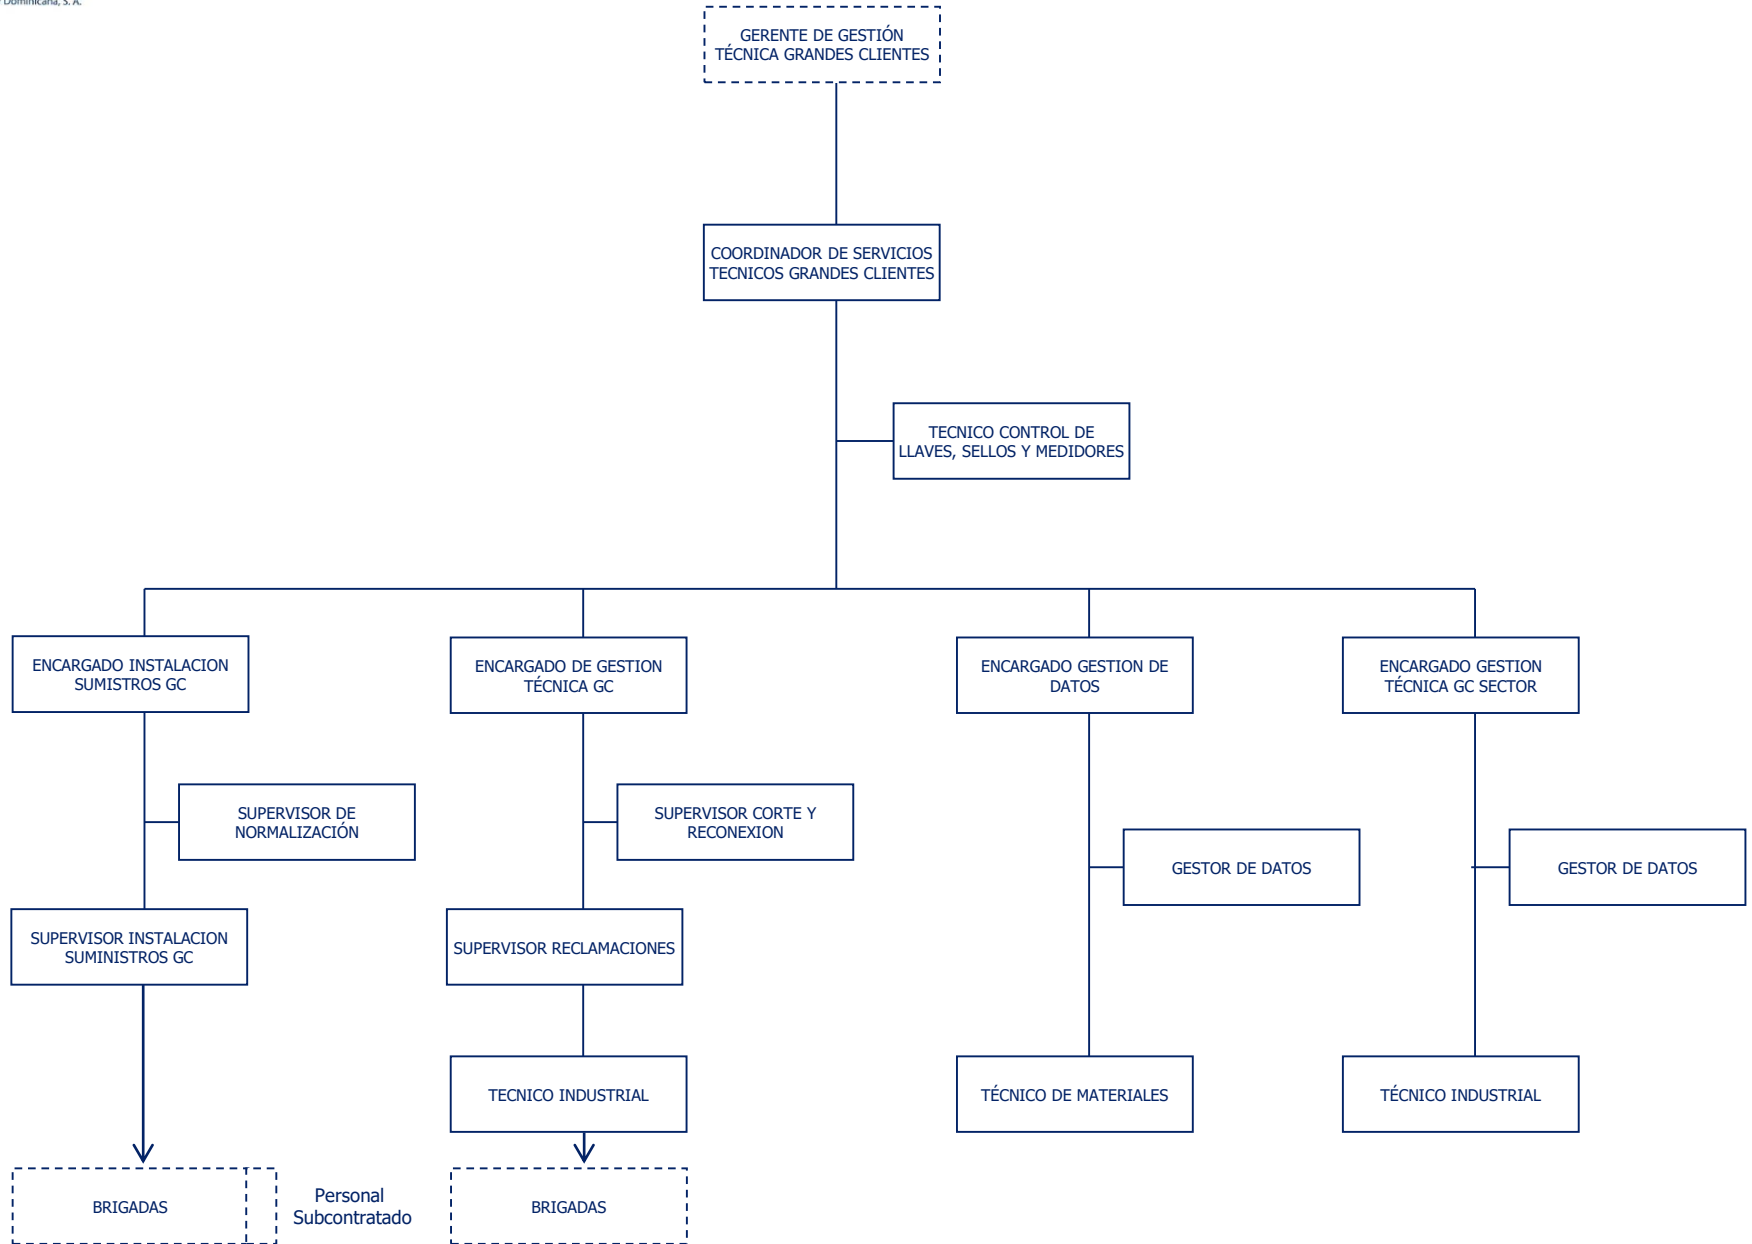 Dominicana, S. A.
GERENTE DE GESTIÓN
TÉCNICA GRANDES CLIENTES
COORDINADOR DE SERVICIOS
TECNICOS GRANDES CLIENTES
TECNICO CONTROL DE
LLAVES, SELLOS Y MEDIDORES
ENCARGADO INSTALACION
SUMISTROS GC
ENCARGADO DE GESTION
TÉCNICA GC
ENCARGADO GESTION DE
DATOS
ENCARGADO GESTION
TÉCNICA GC SECTOR
SUPERVISOR DE
NORMALIZACIÓN
SUPERVISOR CORTE Y
RECONEXION
GESTOR DE DATOS
GESTOR DE DATOS
SUPERVISOR INSTALACION
SUMINISTROS GC
SUPERVISOR RECLAMACIONES
TECNICO INDUSTRIAL
TÉCNICO DE MATERIALES
TÉCNICO INDUSTRIAL
BRIGADAS
Personal
Subcontratado
BRIGADAS